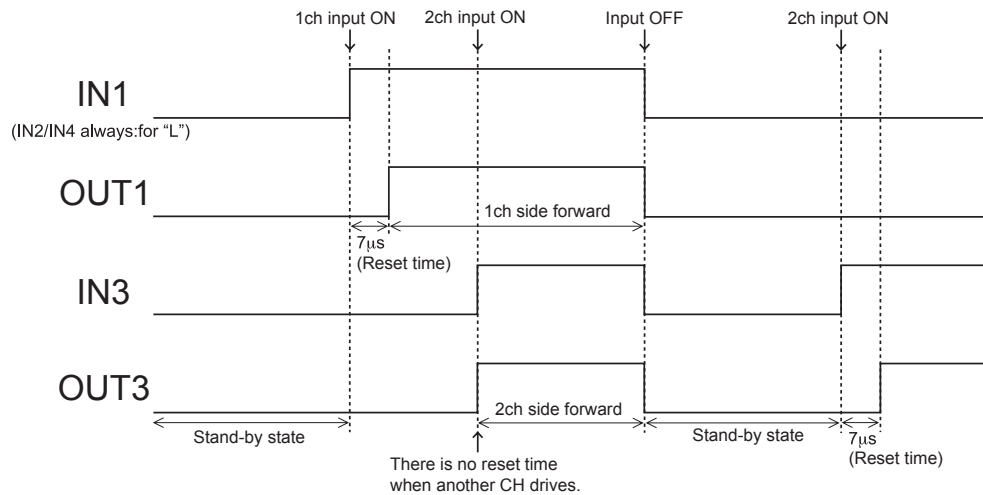 1ch input ON
2ch input ON
Input OFF
2ch input ON
IN1
(IN2/IN4 always:for “L”)
OUT1
1ch side forward
7μs
(Reset time)
IN3
OUT3
2ch side forward
Stand-by state
Stand-by state
7μs
(Reset time)
There is no reset time
when another CH drives.